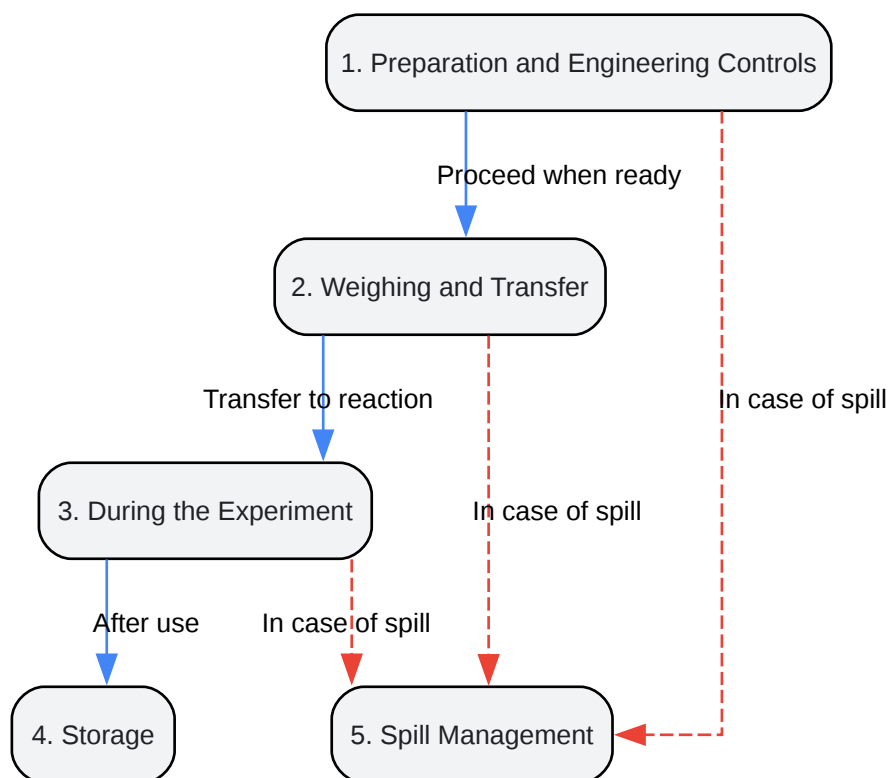 1. Preparation and Engineering Controls
Proceed when ready
2. Weighing and Transfer
Transfer to reaction
In case of spill
3. During the Experiment
In case of spill
After use
In case of spill
4. Storage
5. Spill Management